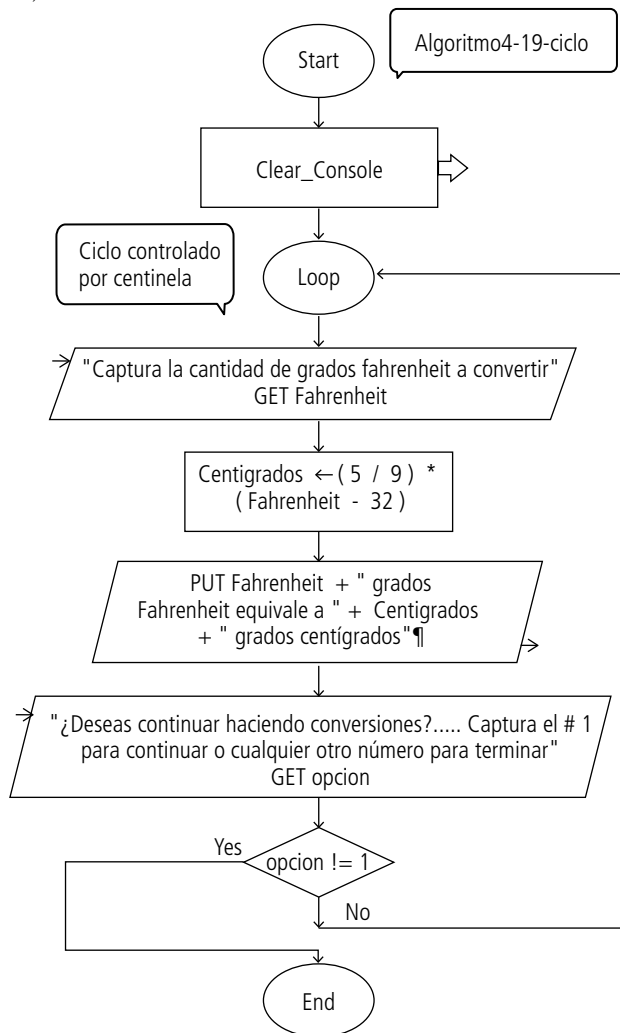 Start
Algoritmo4-19-ciclo
Clear_Console
Ciclo controlado
por centinela
Loop
"Captura la cantidad de grados fahrenheit a convertir"
GET Fahrenheit
Centigrados ← ( 5 / 9 ) *
( Fahrenheit - 32 )
PUT Fahrenheit + " grados
Fahrenheit equivale a " + Centigrados
+ " grados centígrados"¶
"¿Deseas continuar haciendo conversiones?..... Captura el # 1
para continuar o cualquier otro número para terminar"
GET opcion
Yes
opcion != 1
No
End